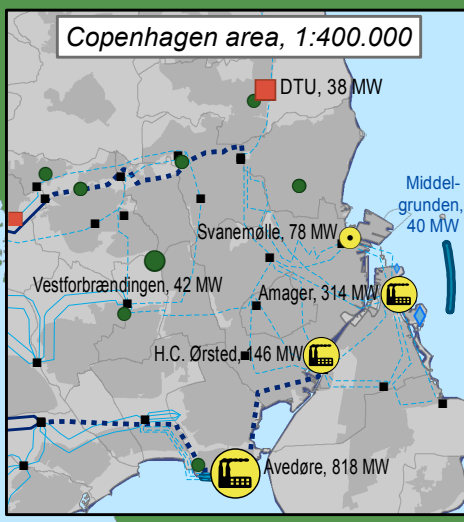 Copenhagen area, 1:400.000
DTU, 38 MW
Middel-
grunden,
40 MW
Svanemølle, 78 MW
Vestforbrændingen, 42 MW
Amager, 314 MW
H.C. Ørsted, 146 MW
Avedøre, 818 MW